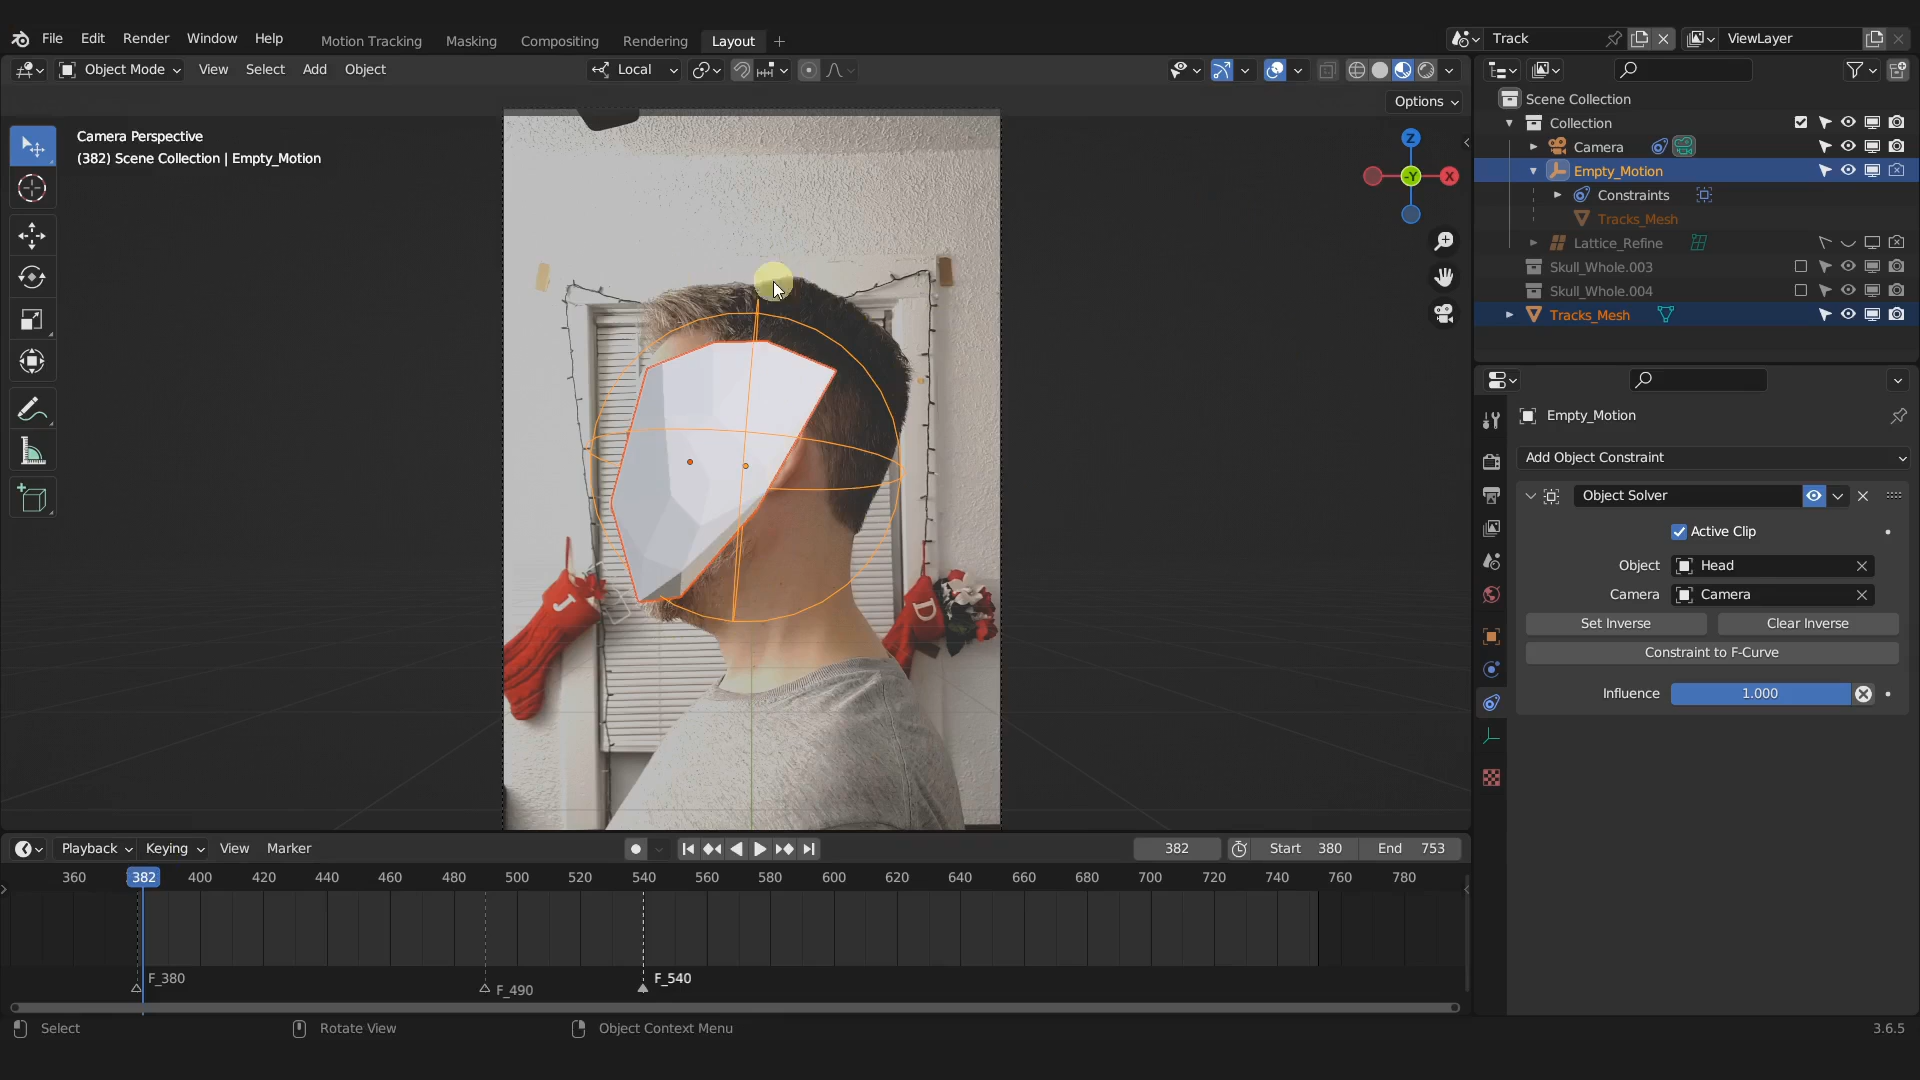 File Edit Render Window Help Motion Tracking Masking Compositing Rendering Layout + Track ViewLayer
Object Mode View Select Add Object Local
Options
Camera Perspective
(382) Scene Collection | Empty_Motion
Z
-Y
X
J
D
Scene Collection
Collection
Camera
Empty_Motion
Constraints
Tracks_Mesh
Lattice_Refine
Skull_Whole.003
Skull_Whole.004
Tracks_Mesh
Empty_Motion
Add Object Constraint
Object Solver
Active Clip
Object Head
Camera Camera
Set Inverse Clear Inverse
Constraint to F-Curve
Influence 1.000
Playback Keying View Marker 382 Start 380 End 753
360 382 400 420 440 460 480 500 520 540 560 580 600 620 640 660 680 700 720 740 760 780
F_380 F_490 F_540
Select Rotate View Object Context Menu 3.6.5